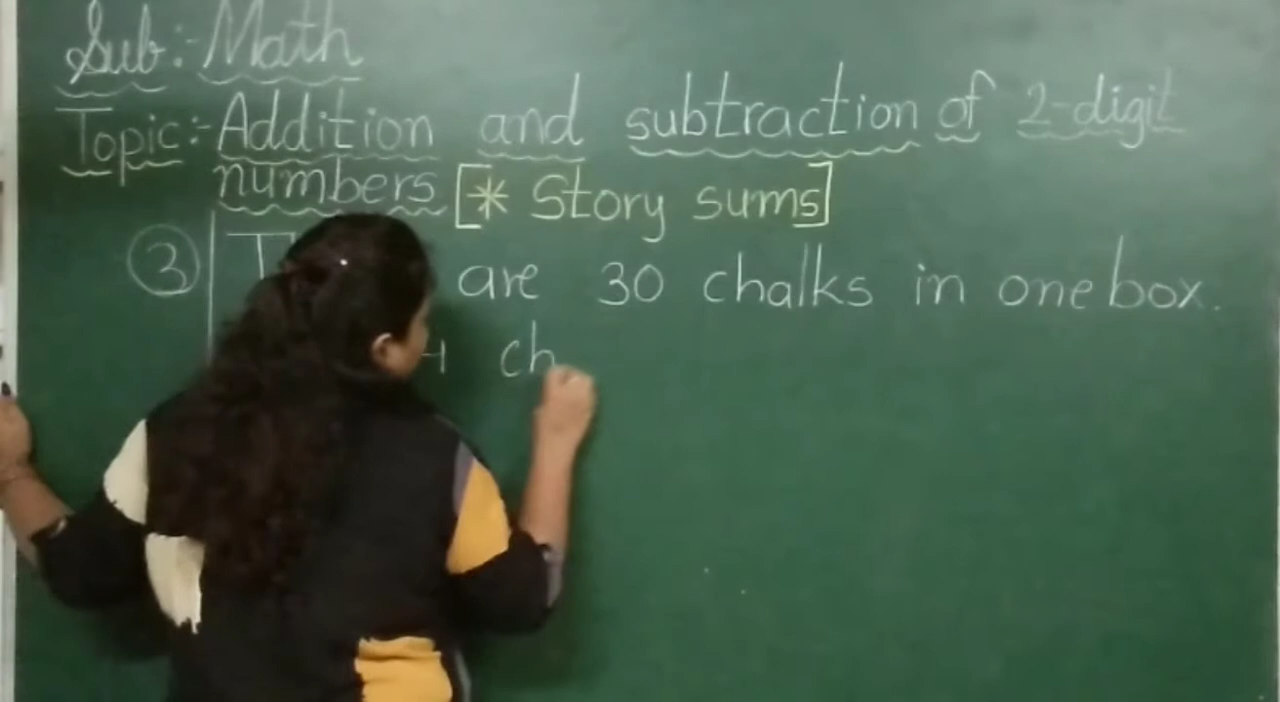 Sub:- Math
Topic:- Addition and subtraction of 2-digit
numbers [* Story sums]
3 are 30 chalks in one box.
4 ch